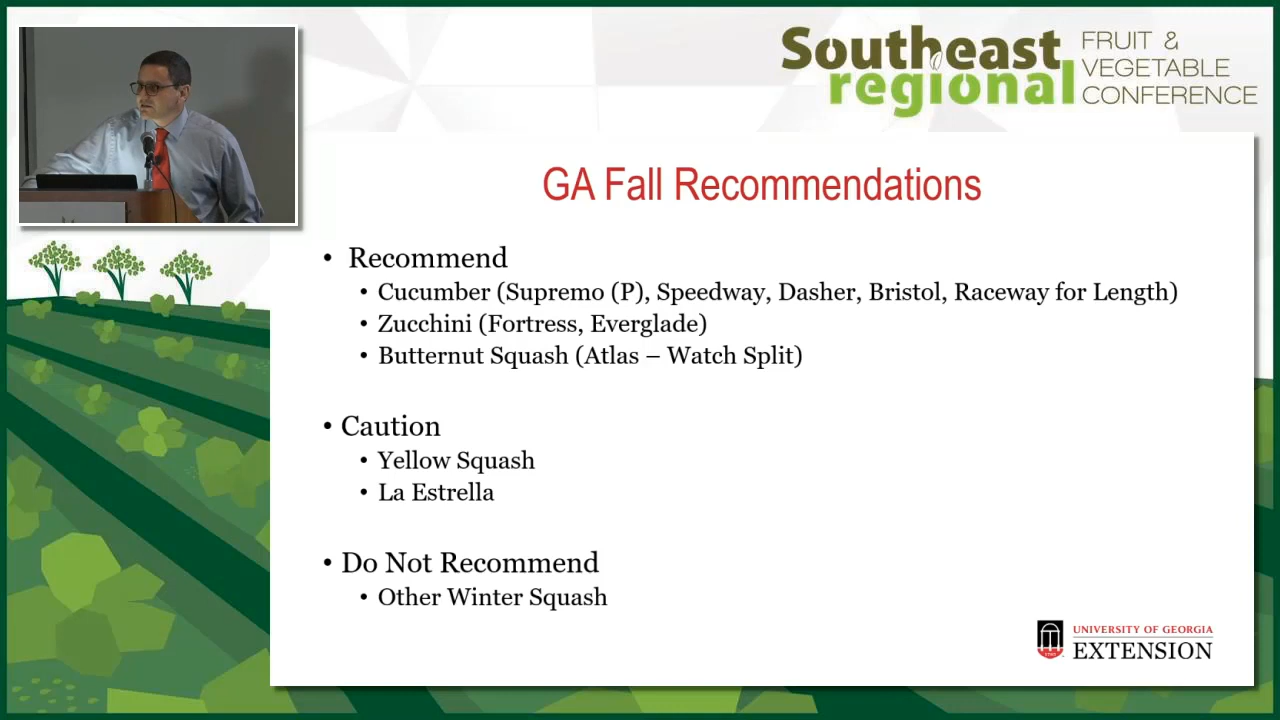 Southeast
regional
FRUIT &
VEGETABLE
CONFERENCE
GA Fall Recommendations
• Recommend
• Cucumber (Supremo (P), Speedway, Dasher, Bristol, Raceway for Length)
• Zucchini (Fortress, Everglade)
• Butternut Squash (Atlas – Watch Split)
• Caution
• Yellow Squash
• La Estrella
• Do Not Recommend
• Other Winter Squash
UNIVERSITY OF GEORGIA
EXTENSION